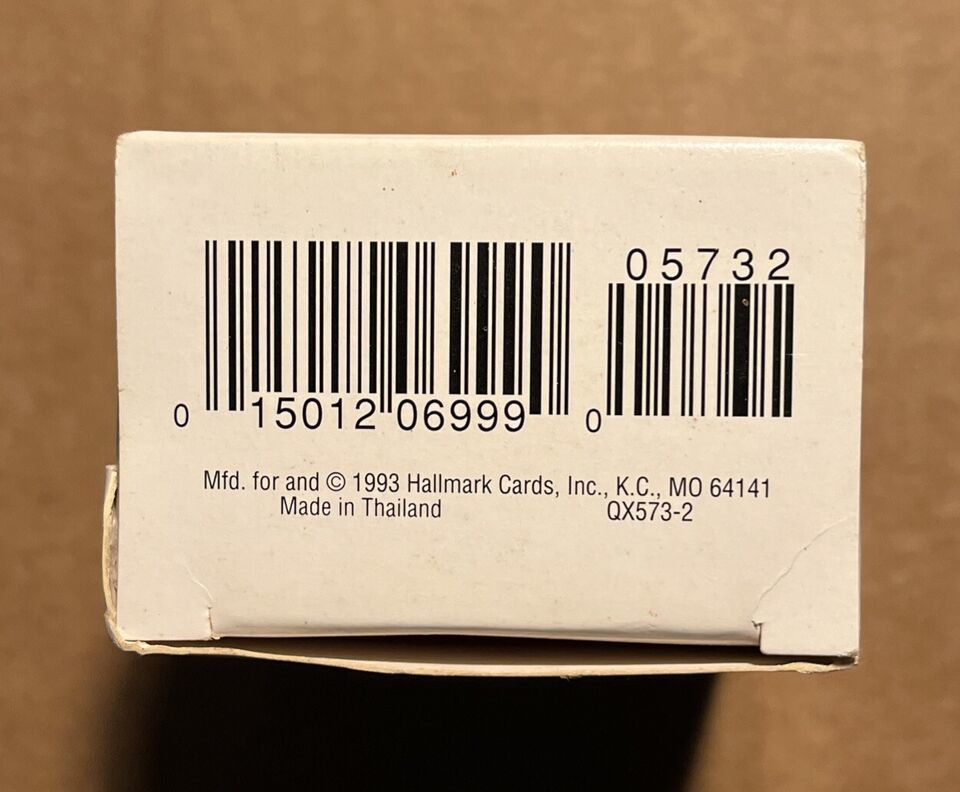 05732
0 15012 06999 0
Mfd. for and © 1993 Hallmark Cards, Inc., K.C., MO 64141
Made in Thailand QX573-2